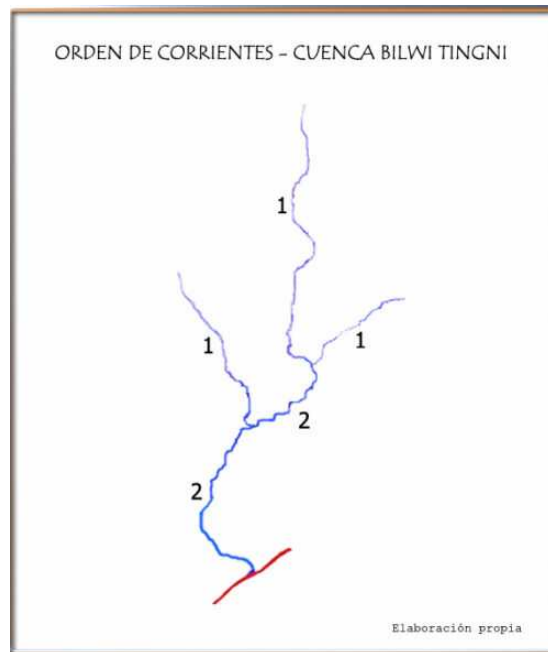 ORDEN DE CORRIENTES – CUENCA BILWI TINGNI
1
1
1
2
2
Elaboración propia